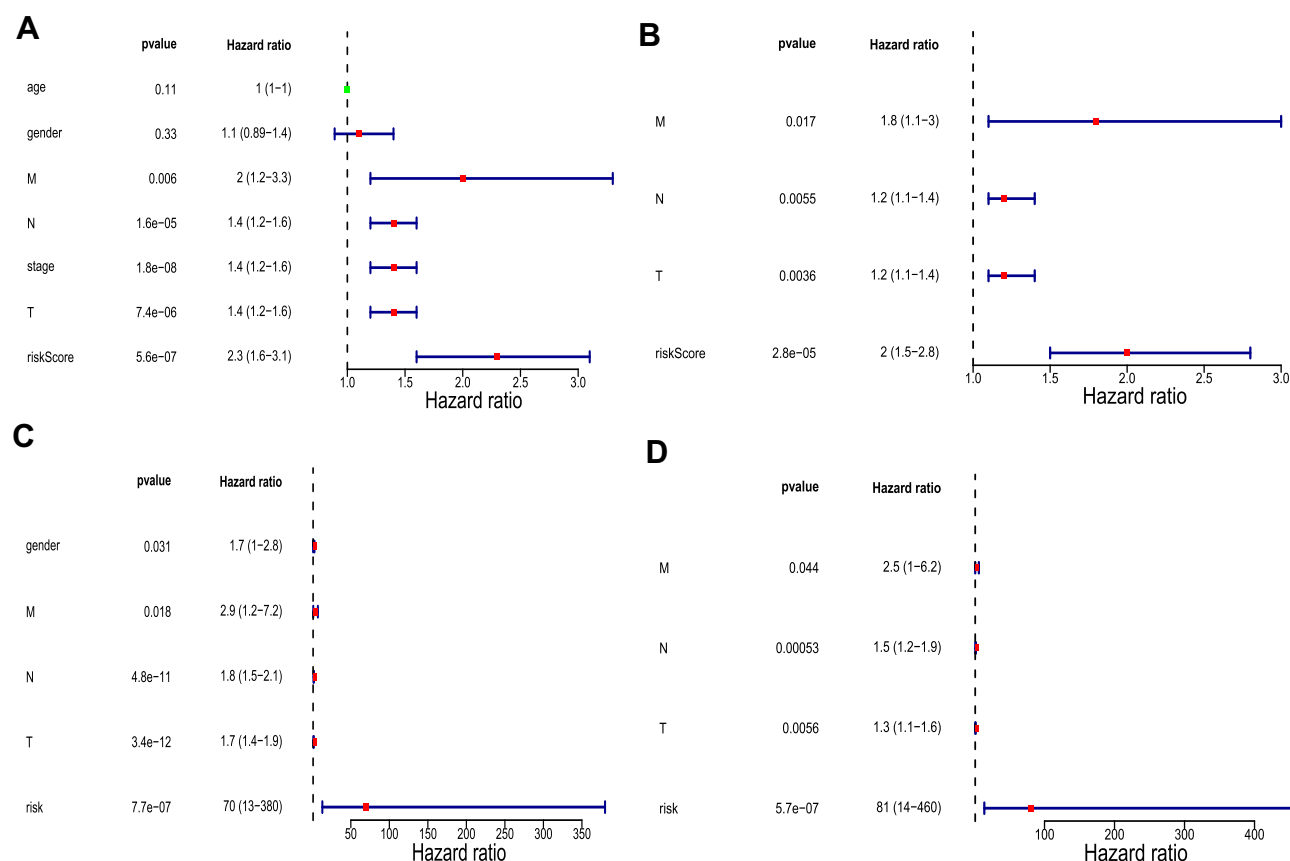 A
pvalue Hazard ratio
age 0.11 1 (1−1)
gender 0.33 1.1 (0.89−1.4)
M 0.006 2 (1.2−3.3)
N 1.6e−05 1.4 (1.2−1.6)
stage 1.8e−08 1.4 (1.2−1.6)
T 7.4e−06 1.4 (1.2−1.6)
riskScore 5.6e−07 2.3 (1.6−3.1)
1.0 1.5 2.0 2.5 3.0
Hazard ratio
B
pvalue Hazard ratio
M 0.017 1.8 (1.1−3)
N 0.0055 1.2 (1.1−1.4)
T 0.0036 1.2 (1.1−1.4)
riskScore 2.8e−05 2 (1.5−2.8)
1.0 1.5 2.0 2.5 3.0
Hazard ratio
C
pvalue Hazard ratio
gender 0.031 1.7 (1−2.8)
M 0.018 2.9 (1.2−7.2)
N 4.8e−11 1.8 (1.5−2.1)
T 3.4e−12 1.7 (1.4−1.9)
risk 7.7e−07 70 (13−380)
50 100 150 200 250 300 350
Hazard ratio
D
pvalue Hazard ratio
M 0.044 2.5 (1−6.2)
N 0.00053 1.5 (1.2−1.9)
T 0.0056 1.3 (1.1−1.6)
risk 5.7e−07 81 (14−460)
100 200 300 400
Hazard ratio